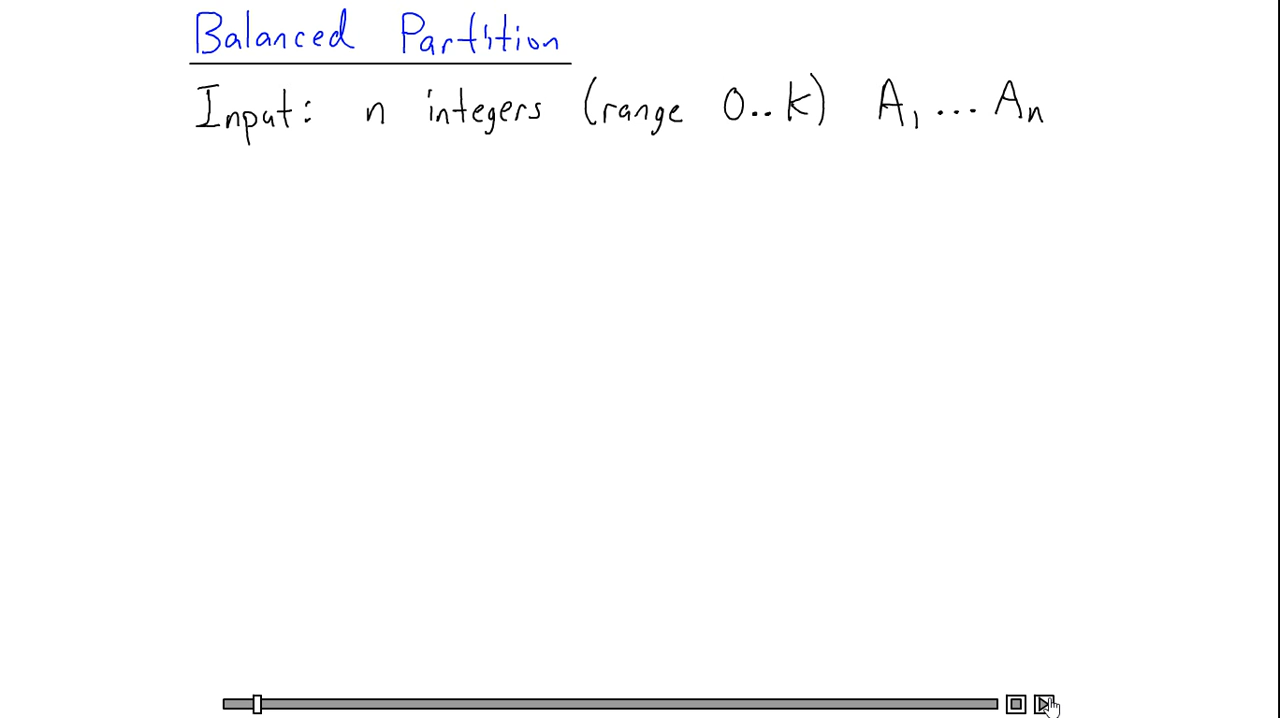 Balanced Partition
Input: n integers (range 0..K) A₁ ... Aₙ